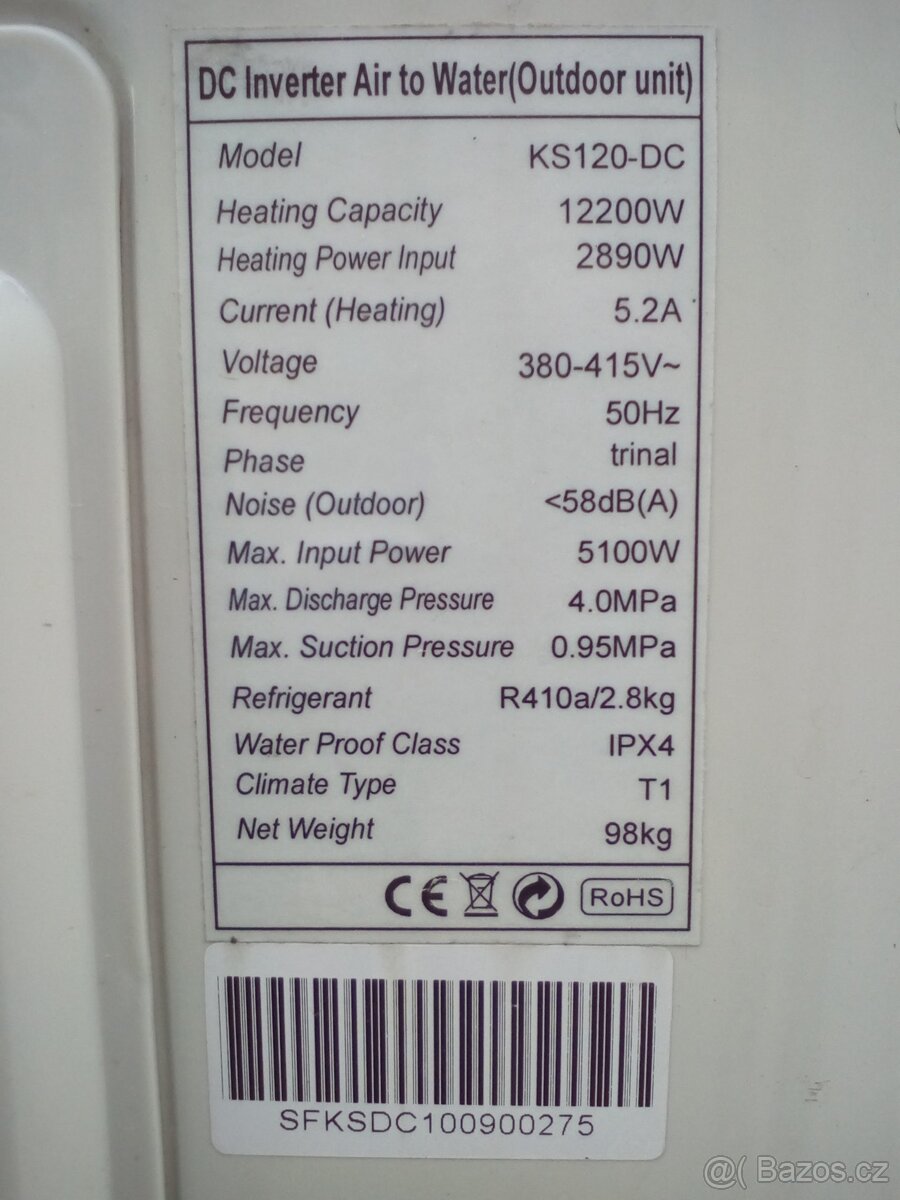 DC Inverter Air to Water(Outdoor unit)
Model KS120-DC
Heating Capacity 12200W
Heating Power Input 2890W
Current (Heating) 5.2A
Voltage 380-415V~
Frequency 50Hz
Phase trinal
Noise (Outdoor) <58dB(A)
Max. Input Power 5100W
Max. Discharge Pressure 4.0MPa
Max. Suction Pressure 0.95MPa
Refrigerant R410a/2.8kg
Water Proof Class IPX4
Climate Type T1
Net Weight 98kg
CE RoHS
SFKSDC100900275
@( Bazos.cz